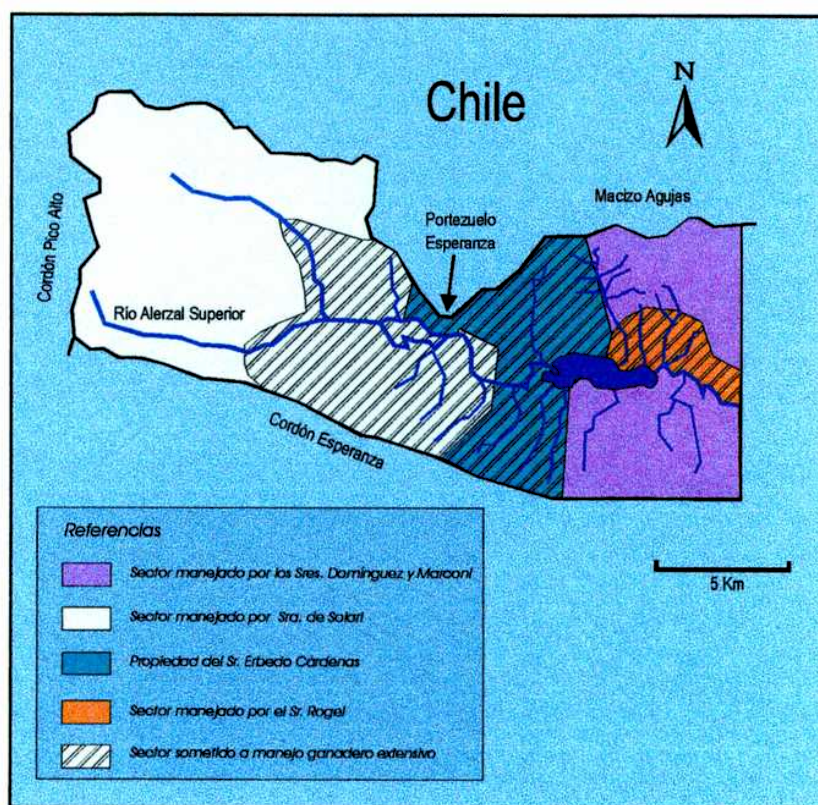 Chile
N
Macizo Agujas
Portezuelo
Esperanza
Cordón Pico Alto
Río Alerzal Superior
Cordón Esperanza
5 Km
Referencias
Sector manejado por los Sres. Domínguez y Marconi
Sector manejado por Sra. de Solari
Propiedad del Sr. Erbedo Cárdenas
Sector manejado por el Sr. Rogel
Sector sometido a manejo ganadero extensivo